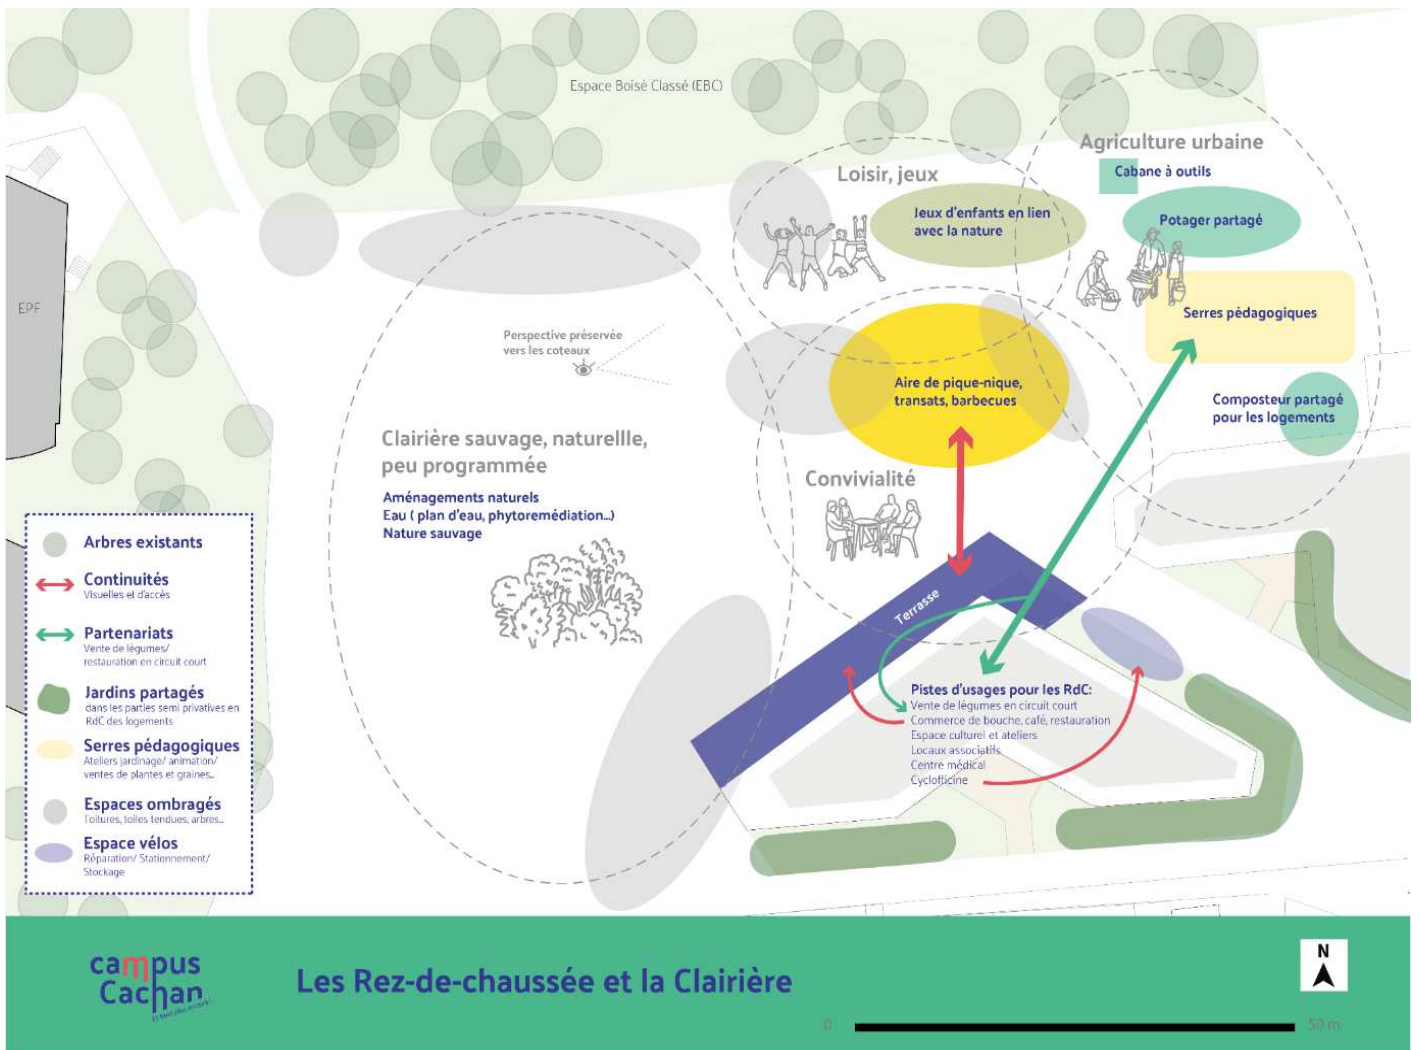 Espace Boisé Classé (EBC)
Agriculture urbaine
Cabane à outils
Loisir, jeux
Jeux d'enfants en lien
avec la nature
Potager partagé
EPF
Serres pédagogiques
Perspective préservée
vers les coteaux
Aire de pique-nique,
transats, barbecues
Composteur partagé
pour les logements
Clairière sauvage, naturellle,
peu programmée
Aménagements naturels
Eau ( plan d'eau, phytoremédiation...)
Nature sauvage
Convivialité
Terrasse
Pistes d'usages pour les RdC:
Vente de légumes en circuit court
Commerce de bouche, café, restauration
Espace culturel et ateliers
Locaux associatifs
Centre médical
Cyclofficine
Arbres existants
Continuités
Visuelles et d'accés
Partenariats
Vente de légumes/
restauration en circuit court
Jardins partagés
dans les parties semi privatives en
RdC des logements
Serres pédagogiques
Ateliers jardinage/ animation/
ventes de plantes et graines...
Espaces ombragés
Toitures, toiles tendues, arbres...
Espace vélos
Réparation/ Stationnement/
Stockage
campus
Cachan
Les Rez-de-chaussée et la Clairière
N
0
50 m